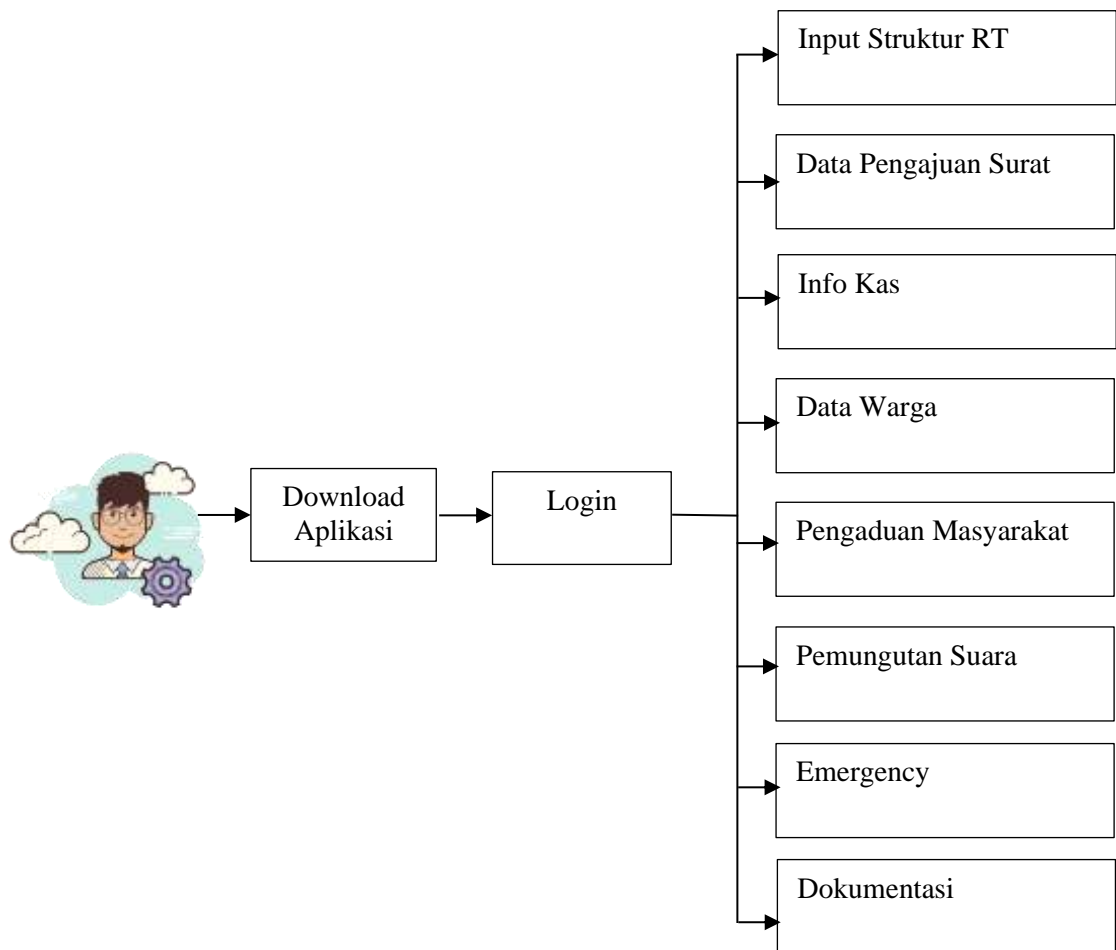 Input Struktur RT
Data Pengajuan Surat
Info Kas
Data Warga
Download
Aplikasi
Login
Pengaduan Masyarakat
Pemungutan Suara
Emergency
Dokumentasi